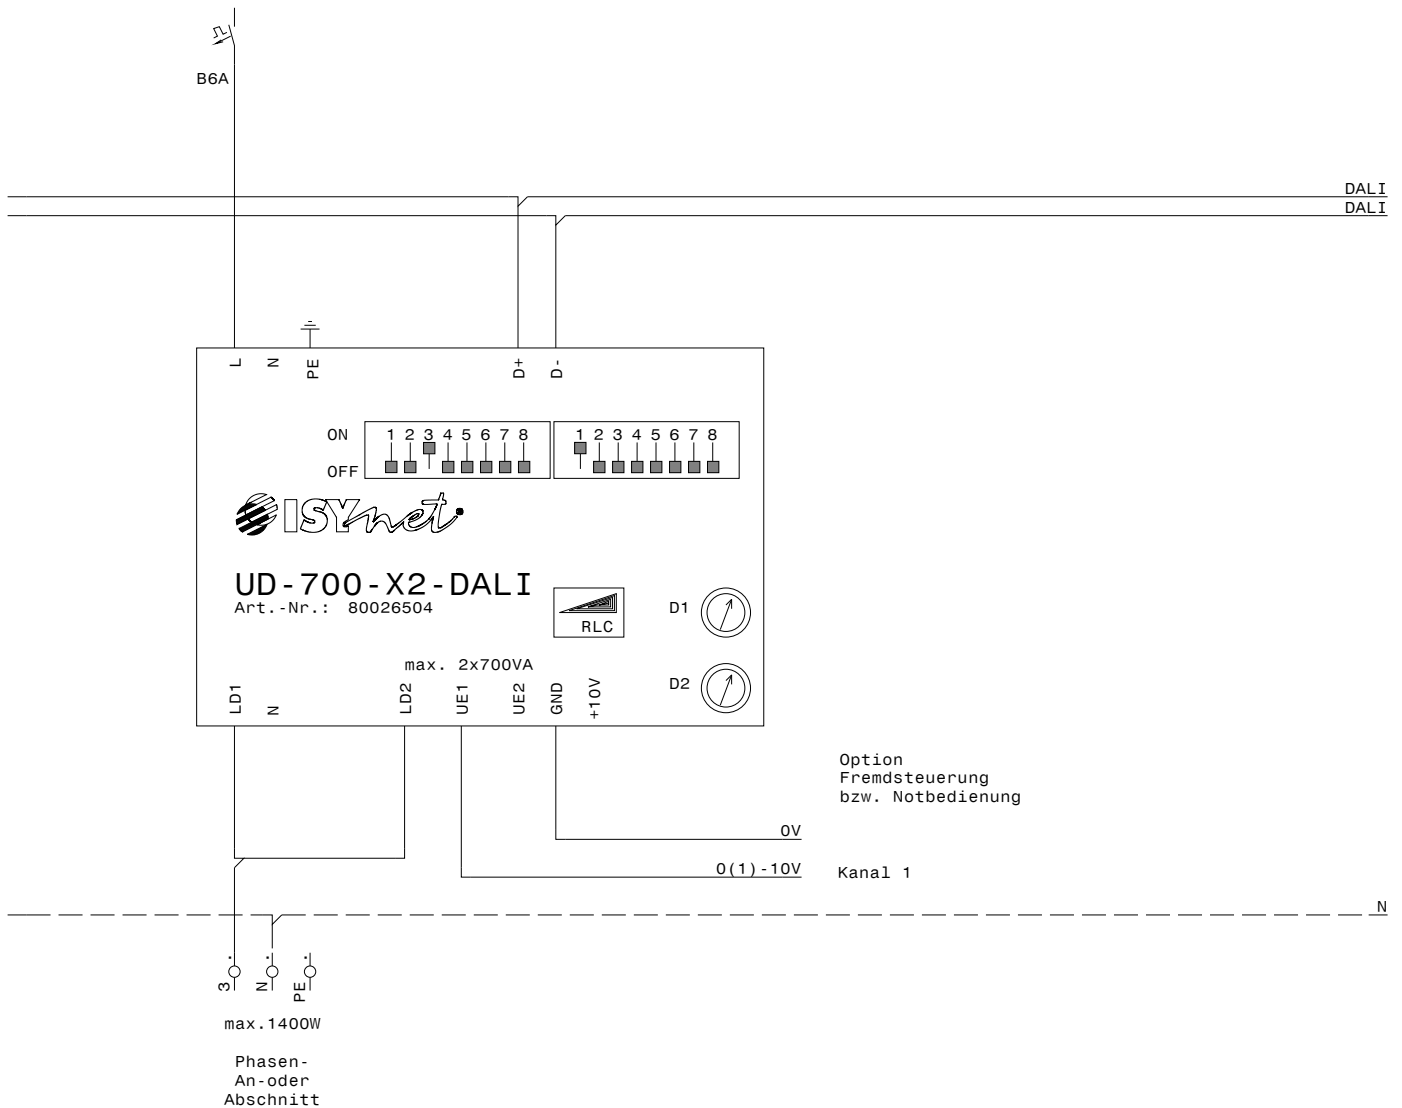 B6A
DALI
DALI
L N PE D+ D-
ON 1 2 3 4 5 6 7 8 1 2 3 4 5 6 7 8
OFF
ISYnet
UD-700-X2-DALI
Art.-Nr.: 80026504
RLC
D1
max. 2x700VA
D2
LD1 N LD2 UE1 UE2 GND +10V
Option
Fremdsteuerung
bzw. Notbedienung
0V
0(1)-10V Kanal 1
N
3 N PE
max.1400W
Phasen-
An-oder
Abschnitt